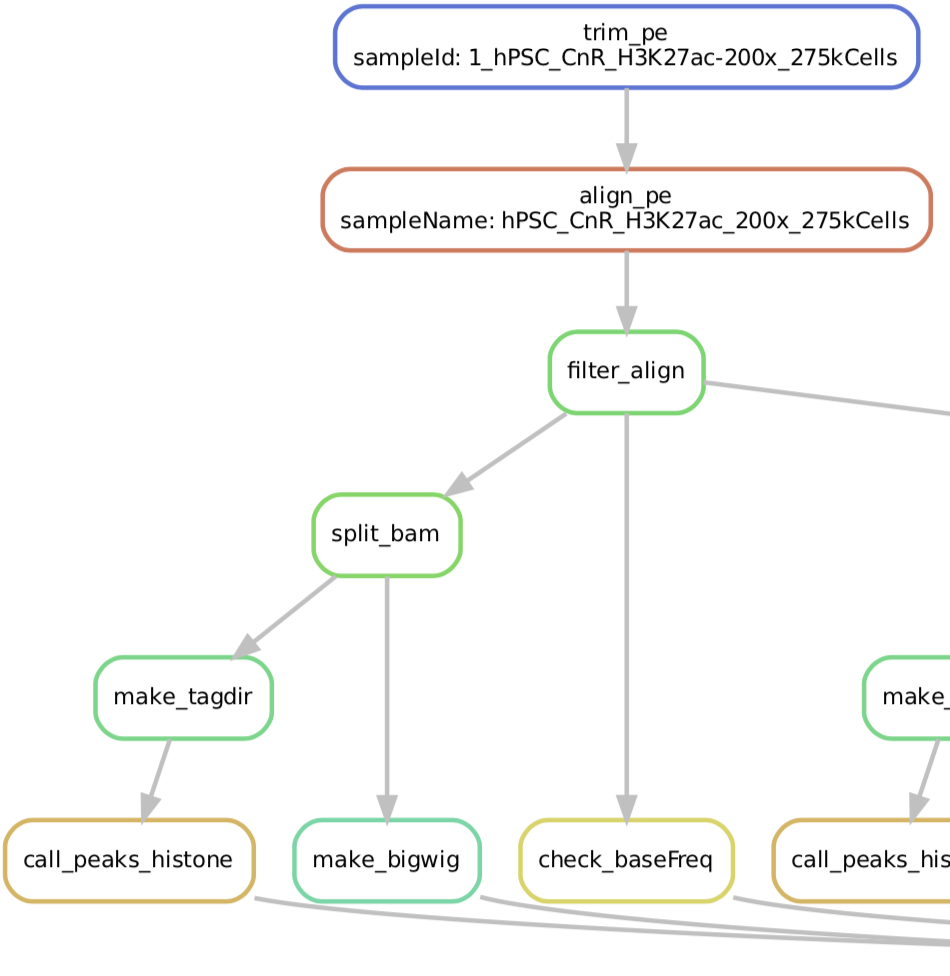 trim_pe
sampleId: 1_hPSC_CnR_H3K27ac-200x_275kCells
align_pe
sampleName: hPSC_CnR_H3K27ac_200x_275kCells
filter_align
split_bam
make_tagdir
make_
call_peaks_histone
make_bigwig
check_baseFreq
call_peaks_his